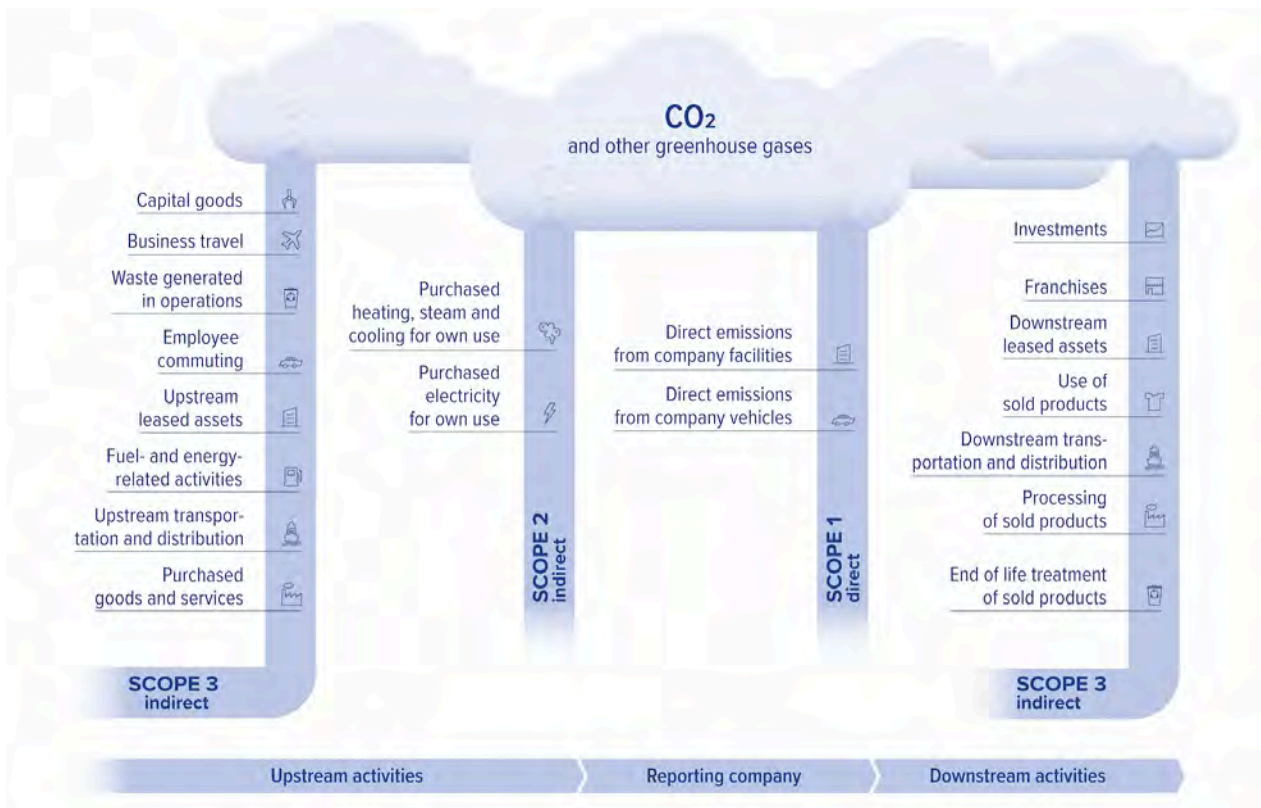 CO₂
and other greenhouse gases
Capital goods
Business travel
Waste generated
in operations
Employee
commuting
Upstream
leased assets
Fuel- and energy-
related activities
Upstream transpor-
tation and distribution
Purchased
goods and services
SCOPE 3
indirect
Purchased
heating, steam and
cooling for own use
Purchased
electricity
for own use
SCOPE 2
indirect
Direct emissions
from company facilities
Direct emissions
from company vehicles
SCOPE 1
direct
Investments
Franchises
Downstream
leased assets
Use of
sold products
Downstream trans-
portation and distribution
Processing
of sold products
End of life treatment
of sold products
SCOPE 3
indirect
Upstream activities
Reporting company
Downstream activities